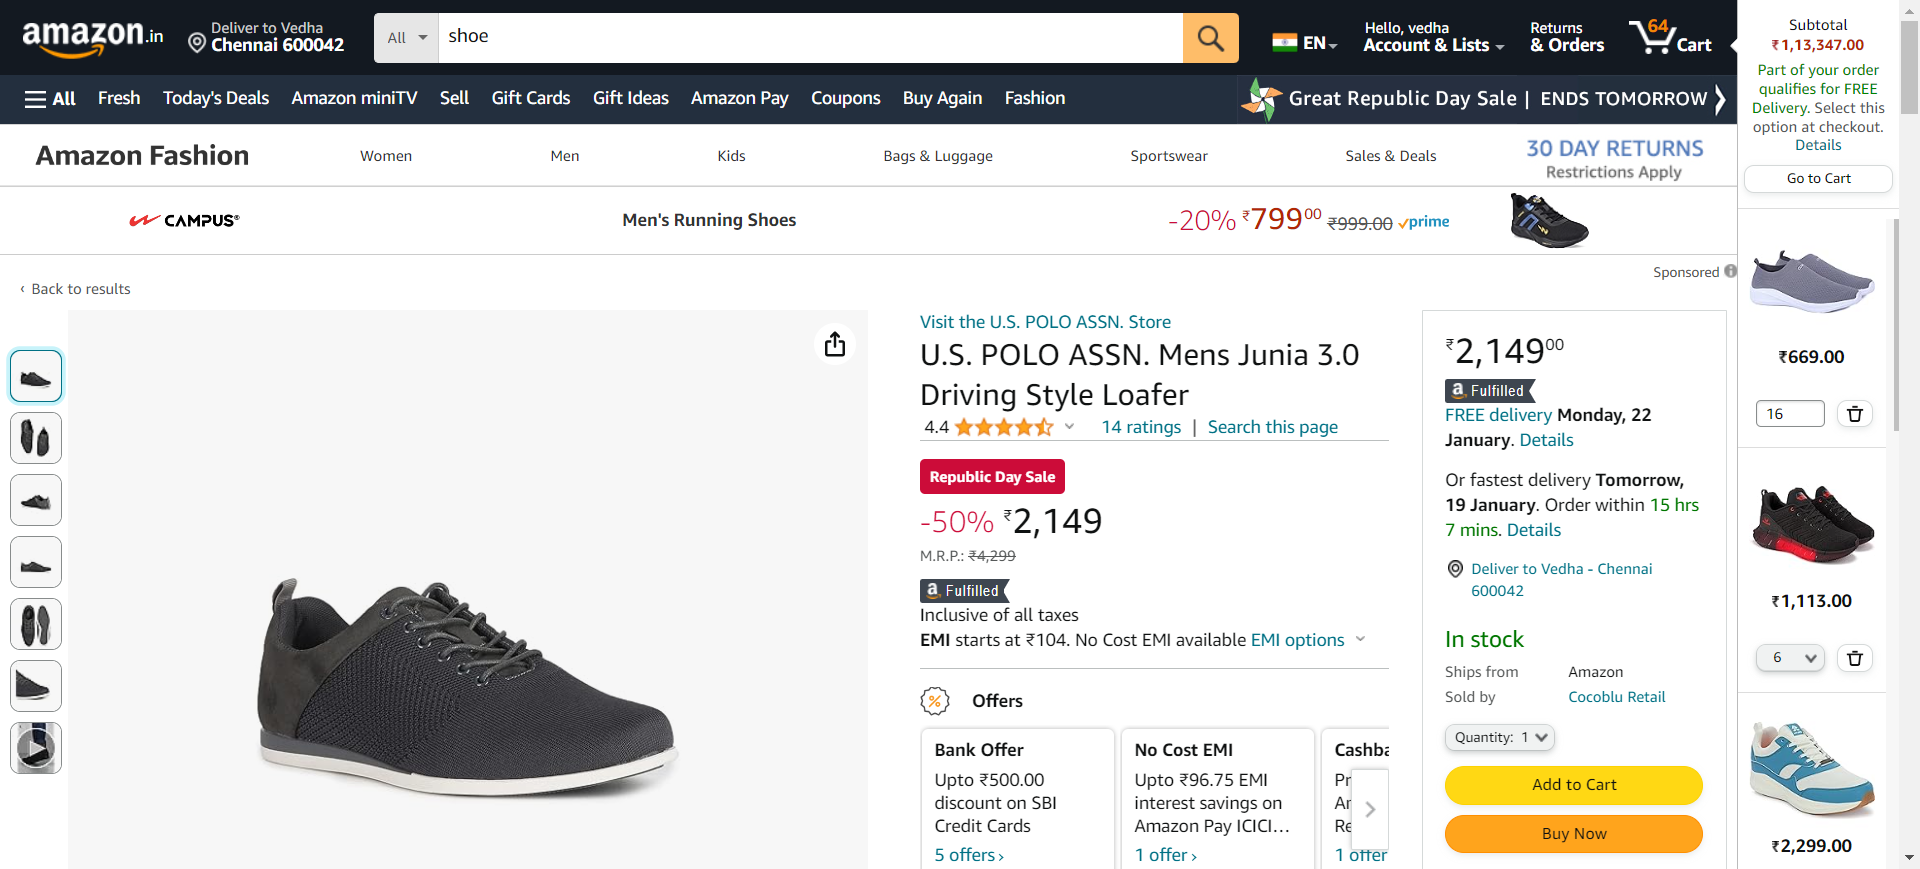 amazon.in
Deliver to Vedha
Chennai 600042
All
shoe
EN
Hello, vedha
Account & Lists
Returns
& Orders
64
Cart
All
Fresh
Today's Deals
Amazon miniTV
Sell
Gift Cards
Gift Ideas
Amazon Pay
Coupons
Buy Again
Fashion
Great Republic Day Sale | ENDS TOMORROW
Amazon Fashion
Women
Men
Kids
Bags & Luggage
Sportswear
Sales & Deals
30 DAY RETURNS
Restrictions Apply
CAMPUS®
Men's Running Shoes
-20% ₹79900 ₹999.00 prime
Sponsored
‹ Back to results
Visit the U.S. POLO ASSN. Store
U.S. POLO ASSN. Mens Junia 3.0
Driving Style Loafer
4.4
14 ratings | Search this page
Republic Day Sale
-50% ₹2,149
M.R.P.: ₹4,299
a Fulfilled
Inclusive of all taxes
EMI starts at ₹104. No Cost EMI available EMI options
% Offers
Bank Offer
Upto ₹500.00
discount on SBI
Credit Cards
5 offers ›
No Cost EMI
Upto ₹96.75 EMI
interest savings on
Amazon Pay ICICI…
1 offer ›
Cashba
1 offer
₹2,14900
a Fulfilled
FREE delivery Monday, 22
January. Details
Or fastest delivery Tomorrow,
19 January. Order within 15 hrs
7 mins. Details
Deliver to Vedha - Chennai
600042
In stock
Ships from Amazon
Sold by Cocoblu Retail
Quantity: 1
Add to Cart
Buy Now
Subtotal
₹1,13,347.00
Part of your order
qualifies for FREE
Delivery. Select this
option at checkout.
Details
Go to Cart
₹669.00
16
₹1,113.00
6
₹2,299.00